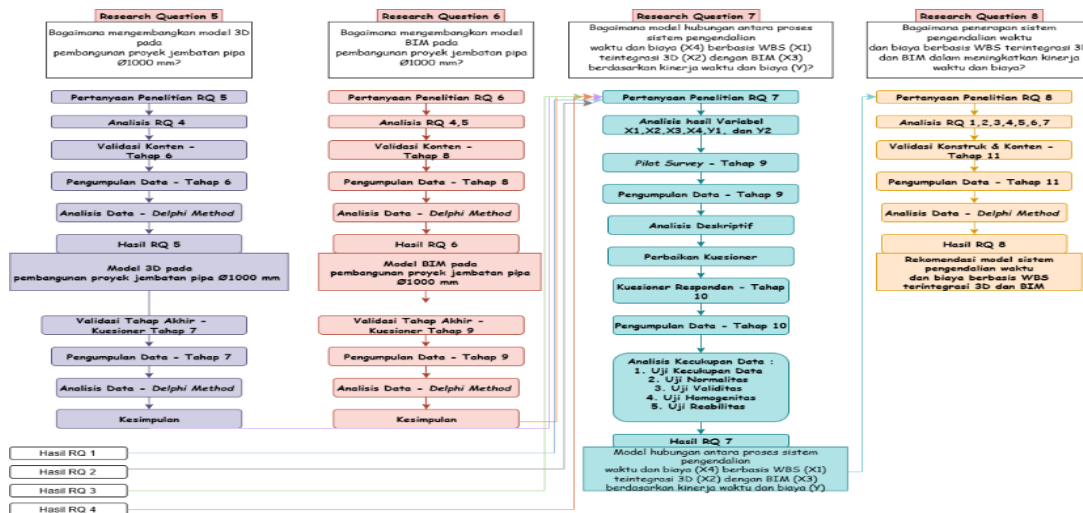 Research Question 5
Bagaimana mengembangkan model 3D
pada
pembangunan proyek jembatan pipa
Ø1000 mm?
Pertanyaan Penelitian RQ 5
Analisis RQ 4
Validasi Konten -
Tahap 6
Pengumpulan Data - Tahap 6
Analisis Data - Delphi Method
Hasil RQ 5
Model 3D pada
pembangunan proyek jembatan pipa Ø1000 mm
Validasi Tahap Akhir -
Kuesioner Tahap 7
Pengumpulan Data - Tahap 7
Analisis Data - Delphi Method
Kesimpulan
Research Question 6
Bagaimana mengembangkan model
BIM pada
pembangunan proyek jembatan pipa
Ø1000 mm?
Pertanyaan Penelitian RQ 6
Analisis RQ 4,5
Validasi Konten -
Tahap 8
Pengumpulan Data - Tahap 8
Analisis Data - Delphi Method
Hasil RQ 6
Model BIM pada
pembangunan proyek jembatan pipa
Ø1000 mm
Validasi Tahap Akhir -
Kuesioner Tahap 9
Pengumpulan Data - Tahap 9
Analisis Data - Delphi Method
Kesimpulan
Research Question 7
Bagaimana model hubungan antara proses
sistem pengendalian
waktu dan biaya (X4) berbasis WBS (X1)
teintegrasi 3D (X2) dengan BIM (X3)
berdasarkan kinerja waktu dan biaya (Y)?
Pertanyaan Penelitian RQ 7
Analisis hasil Variabel
X1,X2,X3,X4,Y1, dan Y2
Pilot Survey - Tahap 9
Pengumpulan Data - Tahap 9
Analisis Deskriptif
Perbaikan Kuesioner
Kuesioner Responden - Tahap
10
Pengumpulan Data - Tahap 10
Analisis Kecukupan Data :
1. Uji Kecukupan Data
2. Uji Normalitas
3. Uji Validitas
4. Uji Homogenitas
5. Uji Reabilitas
Hasil RQ 7
Model hubungan antara proses sistem
pengendalian
waktu dan biaya (X4) berbasis WBS (X1)
teintegrasi 3D (X2) dengan BIM (X3)
berdasarkan kinerja waktu dan biaya (Y)
Research Question 8
Bagaimana penerapan sistem
pengendalian waktu
dan biaya berbasis WBS terintegrasi 3D
dan BIM dalam meningkatkan kinerja
waktu dan biaya?
Pertanyaan Penelitian RQ 8
Analisis RQ 1,2,3,4,5,6,7
Validasi Konstruk & Konten -
Tahap 11
Pengumpulan Data - Tahap 11
Analisis Data - Delphi Method
Hasil RQ 8
Rekomendasi model sistem
pengendalian waktu
dan biaya berbasis WBS
terintegrasi 3D dan BIM
Hasil RQ 1
Hasil RQ 2
Hasil RQ 3
Hasil RQ 4